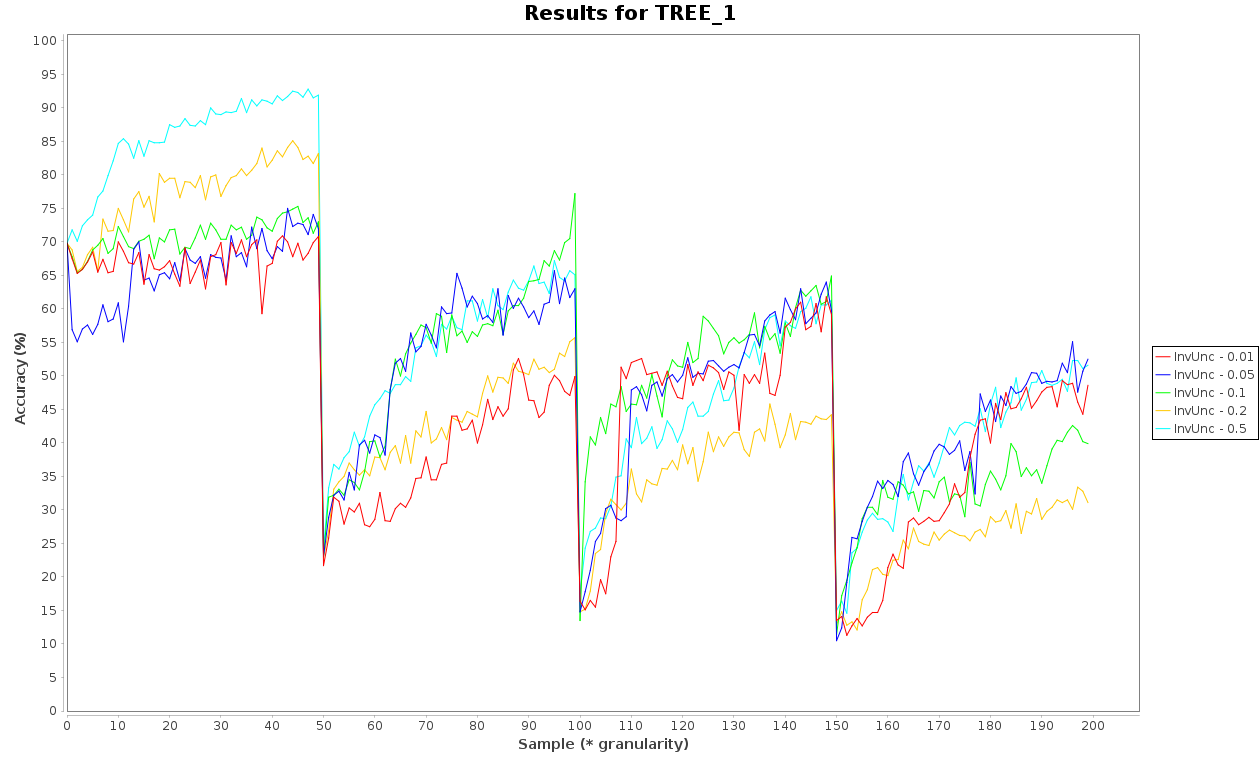 Results for TREE_1
100
95
90
85
80
75
70
65
60
55
50
45
40
35
30
25
20
15
10
5
0
Accuracy (%)
0 10 20 30 40 50 60 70 80 90 100 110 120 130 140 150 160 170 180 190 200
Sample (* granularity)
InvUnc - 0.01
InvUnc - 0.05
InvUnc - 0.1
InvUnc - 0.2
InvUnc - 0.5